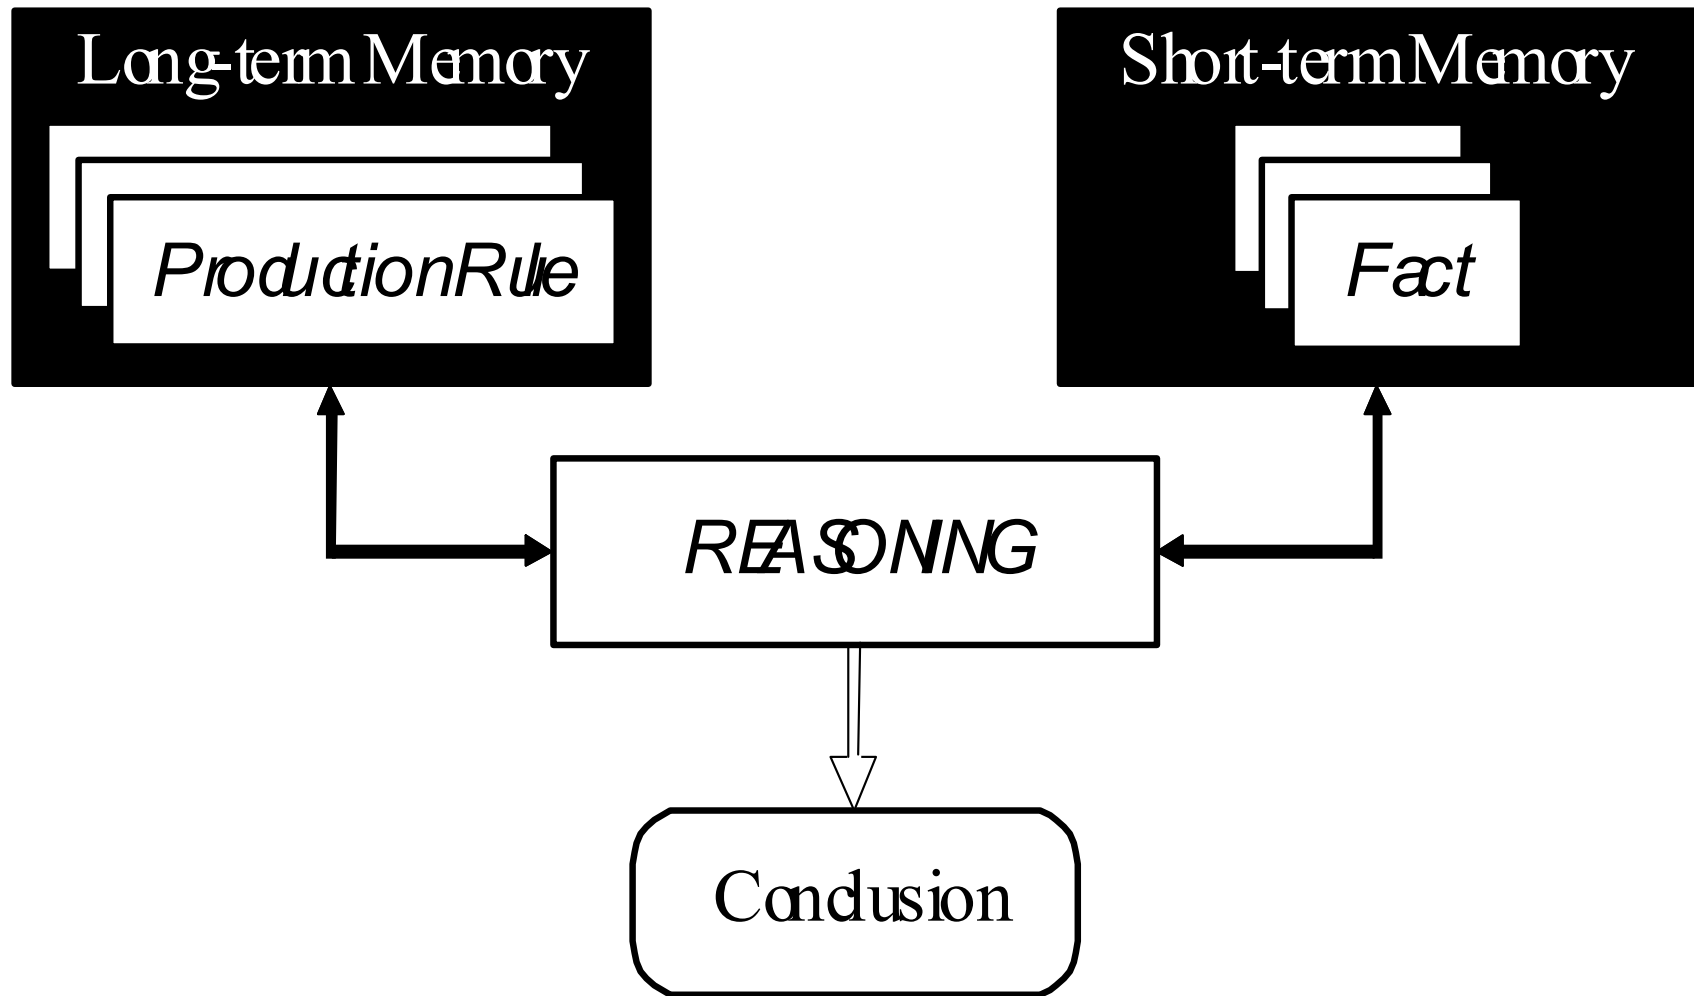 Long-term Memory
Short-term Memory
Production Rule
Fact
REASONING
Conclusion